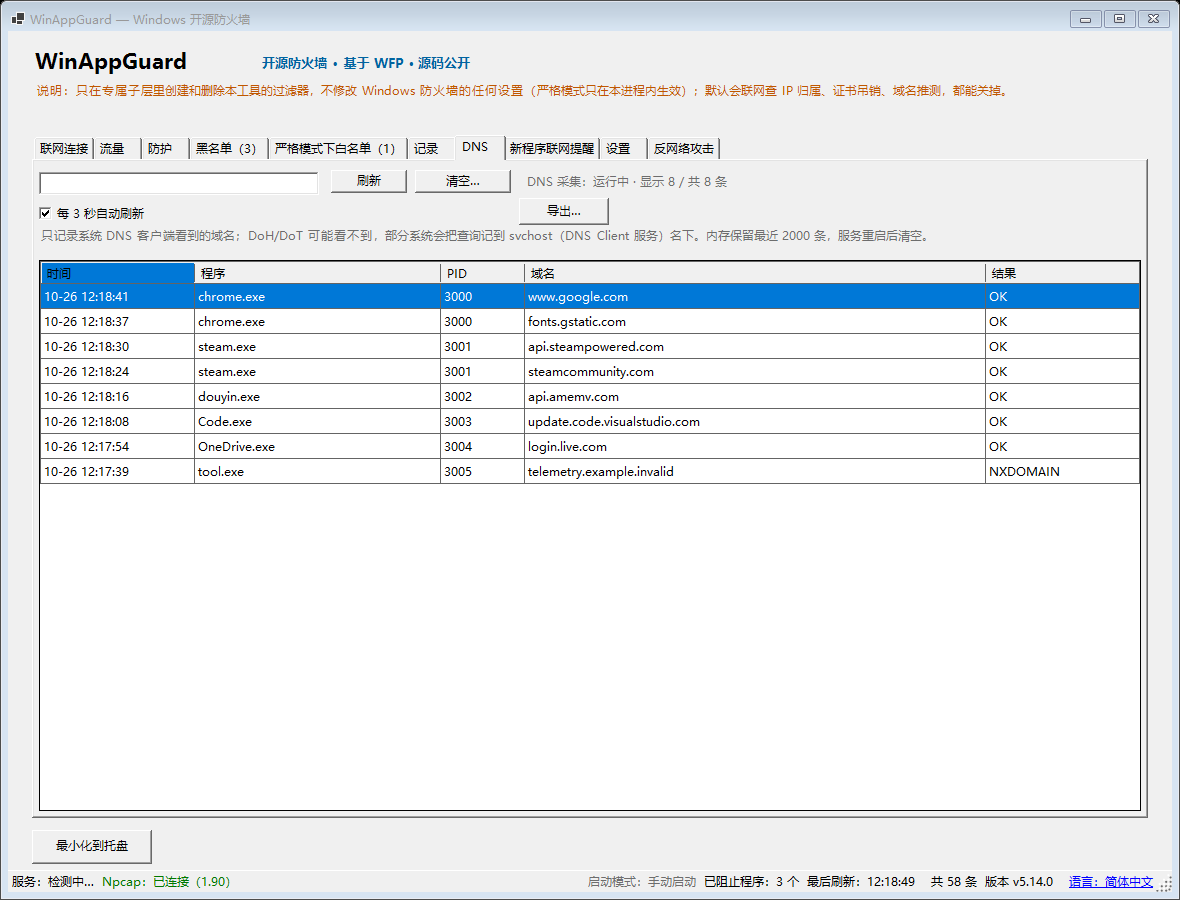 WinAppGuard — Windows 开源防火墙
WinAppGuard 开源防火墙 • 基于 WFP • 源码公开
说明：只在专属子层里创建和删除本工具的过滤器，不修改 Windows 防火墙的任何设置（严格模式只在本进程内生效）；默认会联网查 IP 归属、证书吊销、域名推测，都能关掉。
联网连接 流量 防护 黑名单（3） 严格模式下白名单（1） 记录 DNS 新程序联网提醒 设置 反网络攻击
刷新 清空... DNS 采集：运行中 · 显示 8 / 共 8 条
每 3 秒自动刷新 导出...
只记录系统 DNS 客户端看到的域名；DoH/DoT 可能看不到，部分系统会把查询记到 svchost（DNS Client 服务）名下。内存保留最近 2000 条，服务重启后清空。
时间 程序 PID 域名 结果
10-26 12:18:41 chrome.exe 3000 www.google.com OK
10-26 12:18:37 chrome.exe 3000 fonts.gstatic.com OK
10-26 12:18:30 steam.exe 3001 api.steampowered.com OK
10-26 12:18:24 steam.exe 3001 steamcommunity.com OK
10-26 12:18:16 douyin.exe 3002 api.amemv.com OK
10-26 12:18:08 Code.exe 3003 update.code.visualstudio.com OK
10-26 12:17:54 OneDrive.exe 3004 login.live.com OK
10-26 12:17:39 tool.exe 3005 telemetry.example.invalid NXDOMAIN
最小化到托盘
服务：检测中... Npcap：已连接（1.90） 启动模式：手动启动 已阻止程序：3 个 最后刷新：12:18:49 共 58 条 版本 v5.14.0 语言：简体中文